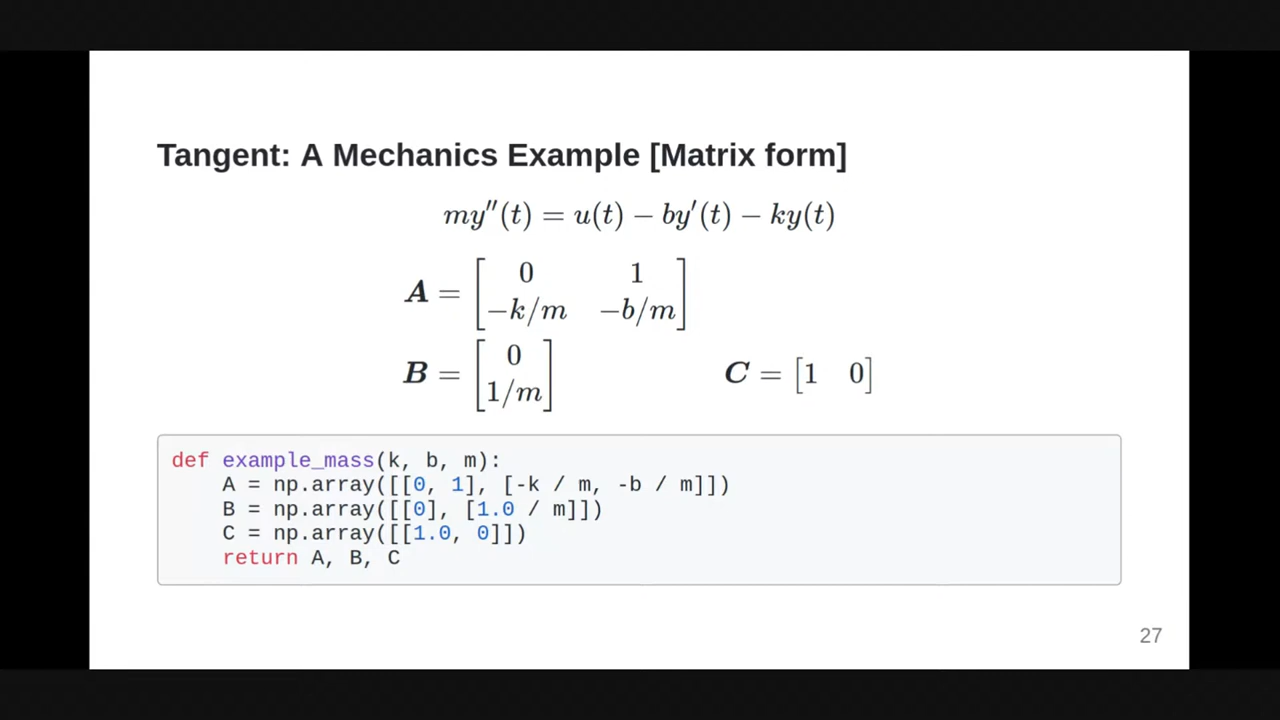 Tangent: A Mechanics Example [Matrix form]
my″(t) = u(t) − by′(t) − ky(t)
A = [0 1
−k/m −b/m]
B = [0
1/m]
C = [1 0]
def example_mass(k, b, m):
    A = np.array([[0, 1], [-k / m, -b / m]])
    B = np.array([[0], [1.0 / m]])
    C = np.array([[1.0, 0]])
    return A, B, C
27